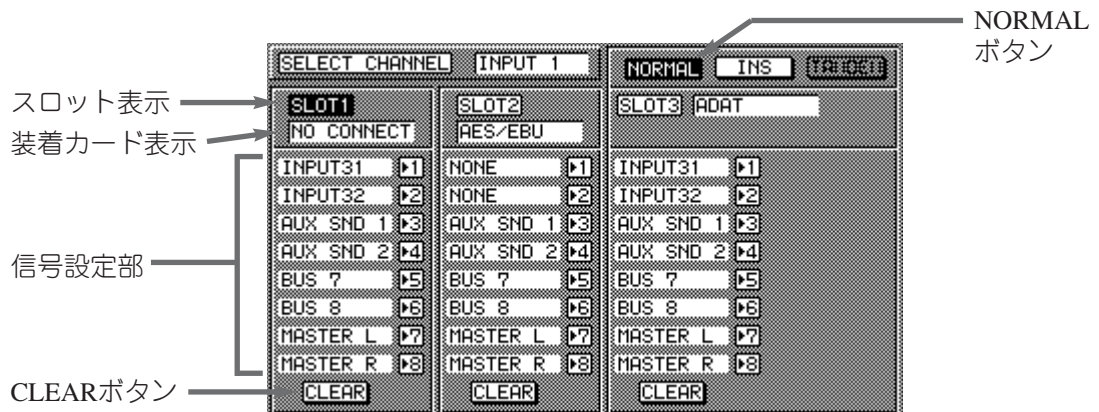 NORMAL
ボタン
SELECT CHANNEL INPUT 1 NORMAL INS
スロット表示
SLOT1 SLOT2 SLOT3 ADAT
装着カード表示
NO CONNECT AES/EBU
INPUT31 ▶1 NONE ▶1 INPUT31 ▶1
INPUT32 ▶2 NONE ▶2 INPUT32 ▶2
AUX SND 1 ▶3 AUX SND 1 ▶3 AUX SND 1 ▶3
AUX SND 2 ▶4 AUX SND 2 ▶4 AUX SND 2 ▶4
信号設定部
BUS 7 ▶5 BUS 7 ▶5 BUS 7 ▶5
BUS 8 ▶6 BUS 8 ▶6 BUS 8 ▶6
MASTER L ▶7 MASTER L ▶7 MASTER L ▶7
MASTER R ▶8 MASTER R ▶8 MASTER R ▶8
CLEARボタン
CLEAR CLEAR CLEAR